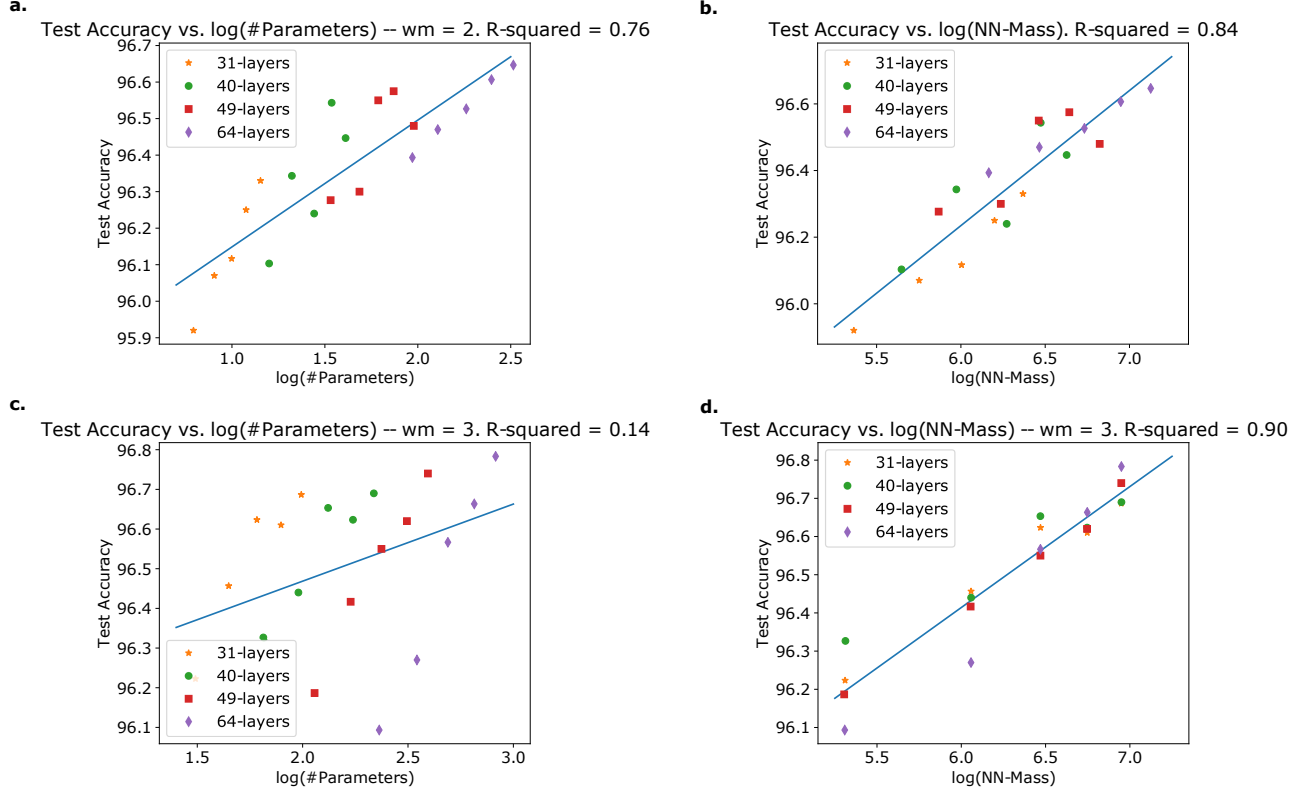 a.
Test Accuracy vs. log(#Parameters) -- wm = 2. R-squared = 0.76
96.7
96.6
96.5
96.4
96.3
96.2
96.1
96.0
95.9
Test Accuracy
31-layers
40-layers
49-layers
64-layers
1.0 1.5 2.0 2.5
log(#Parameters)
b.
Test Accuracy vs. log(NN-Mass). R-squared = 0.84
96.6
96.4
96.2
96.0
Test Accuracy
31-layers
40-layers
49-layers
64-layers
5.5 6.0 6.5 7.0
log(NN-Mass)
c.
Test Accuracy vs. log(#Parameters) -- wm = 3. R-squared = 0.14
96.8
96.7
96.6
96.5
96.4
96.3
96.2
96.1
Test Accuracy
31-layers
40-layers
49-layers
64-layers
1.5 2.0 2.5 3.0
log(#Parameters)
d.
Test Accuracy vs. log(NN-Mass) -- wm = 3. R-squared = 0.90
96.8
96.7
96.6
96.5
96.4
96.3
96.2
96.1
Test Accuracy
31-layers
40-layers
49-layers
64-layers
5.5 6.0 6.5 7.0
log(NN-Mass)